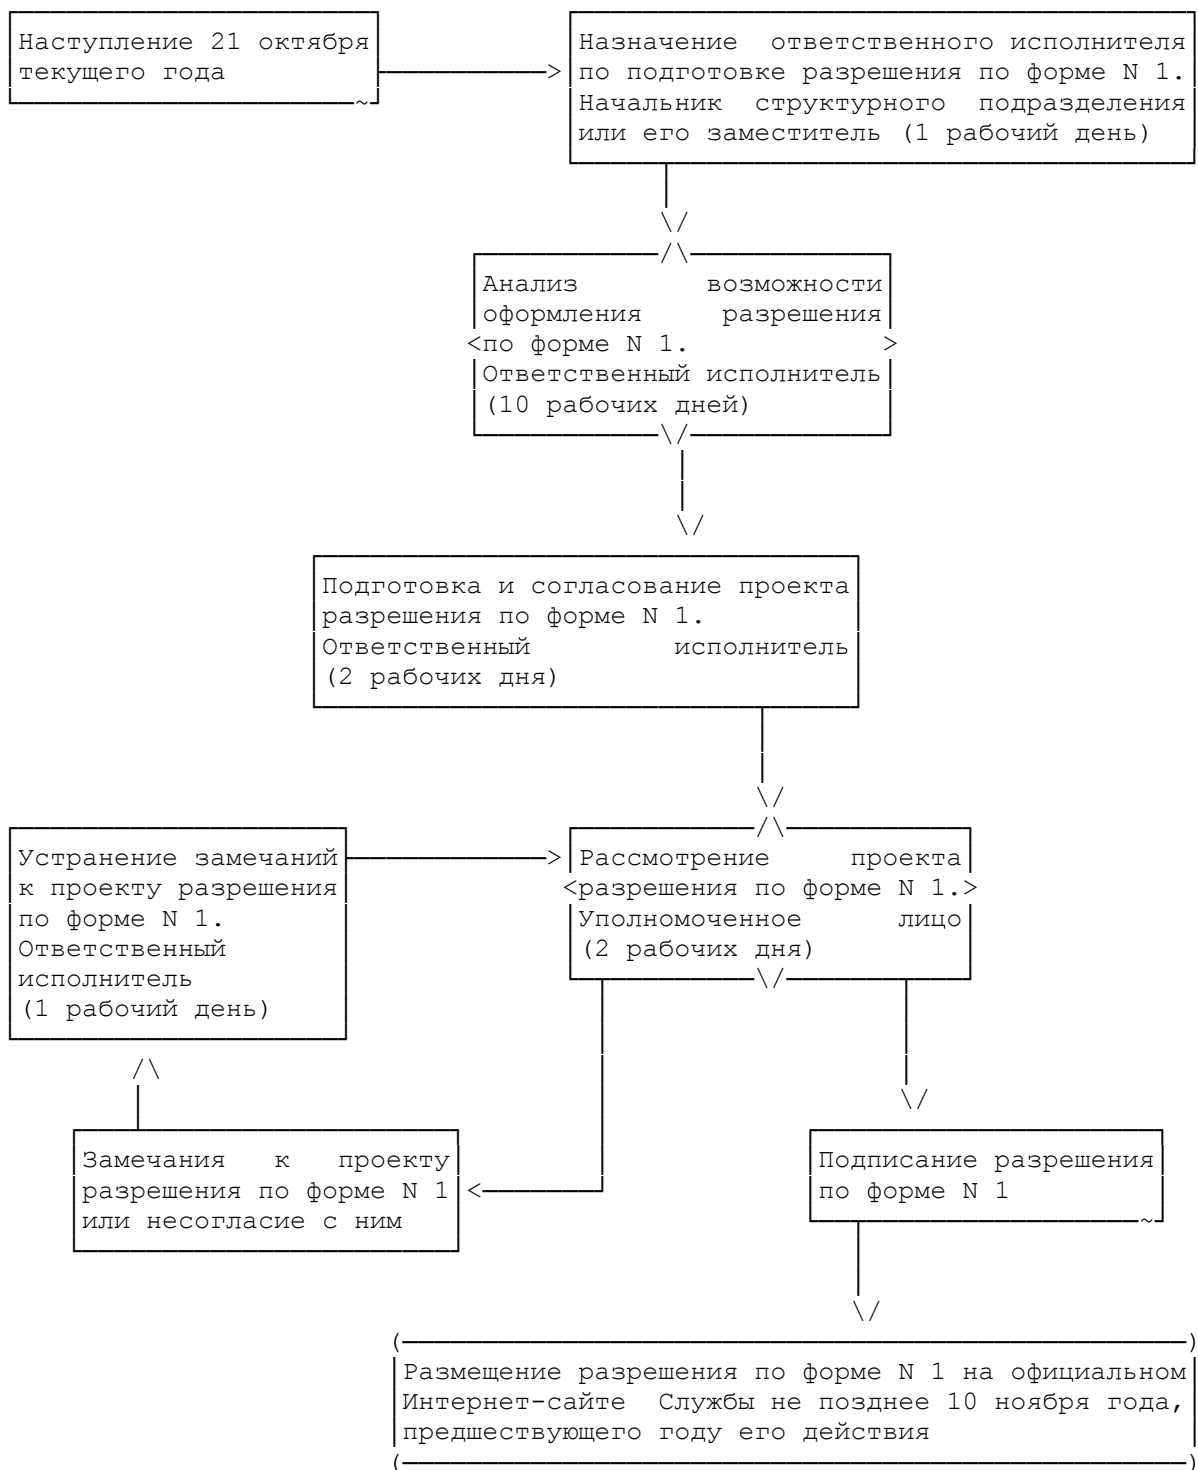 Наступление 21 октября
текущего года
Назначение ответственного исполнителя
по подготовке разрешения по форме N 1.
Начальник структурного подразделения
или его заместитель (1 рабочий день)
Анализ возможности
оформления разрешения
по форме N 1.
Ответственный исполнитель
(10 рабочих дней)
Подготовка и согласование проекта
разрешения по форме N 1.
Ответственный исполнитель
(2 рабочих дня)
Устранение замечаний
к проекту разрешения
по форме N 1.
Ответственный
исполнитель
(1 рабочий день)
Рассмотрение проекта
разрешения по форме N 1.
Уполномоченное лицо
(2 рабочих дня)
Замечания к проекту
разрешения по форме N 1
или несогласие с ним
Подписание разрешения
по форме N 1
Размещение разрешения по форме N 1 на официальном
Интернет-сайте Службы не позднее 10 ноября года,
предшествующего году его действия